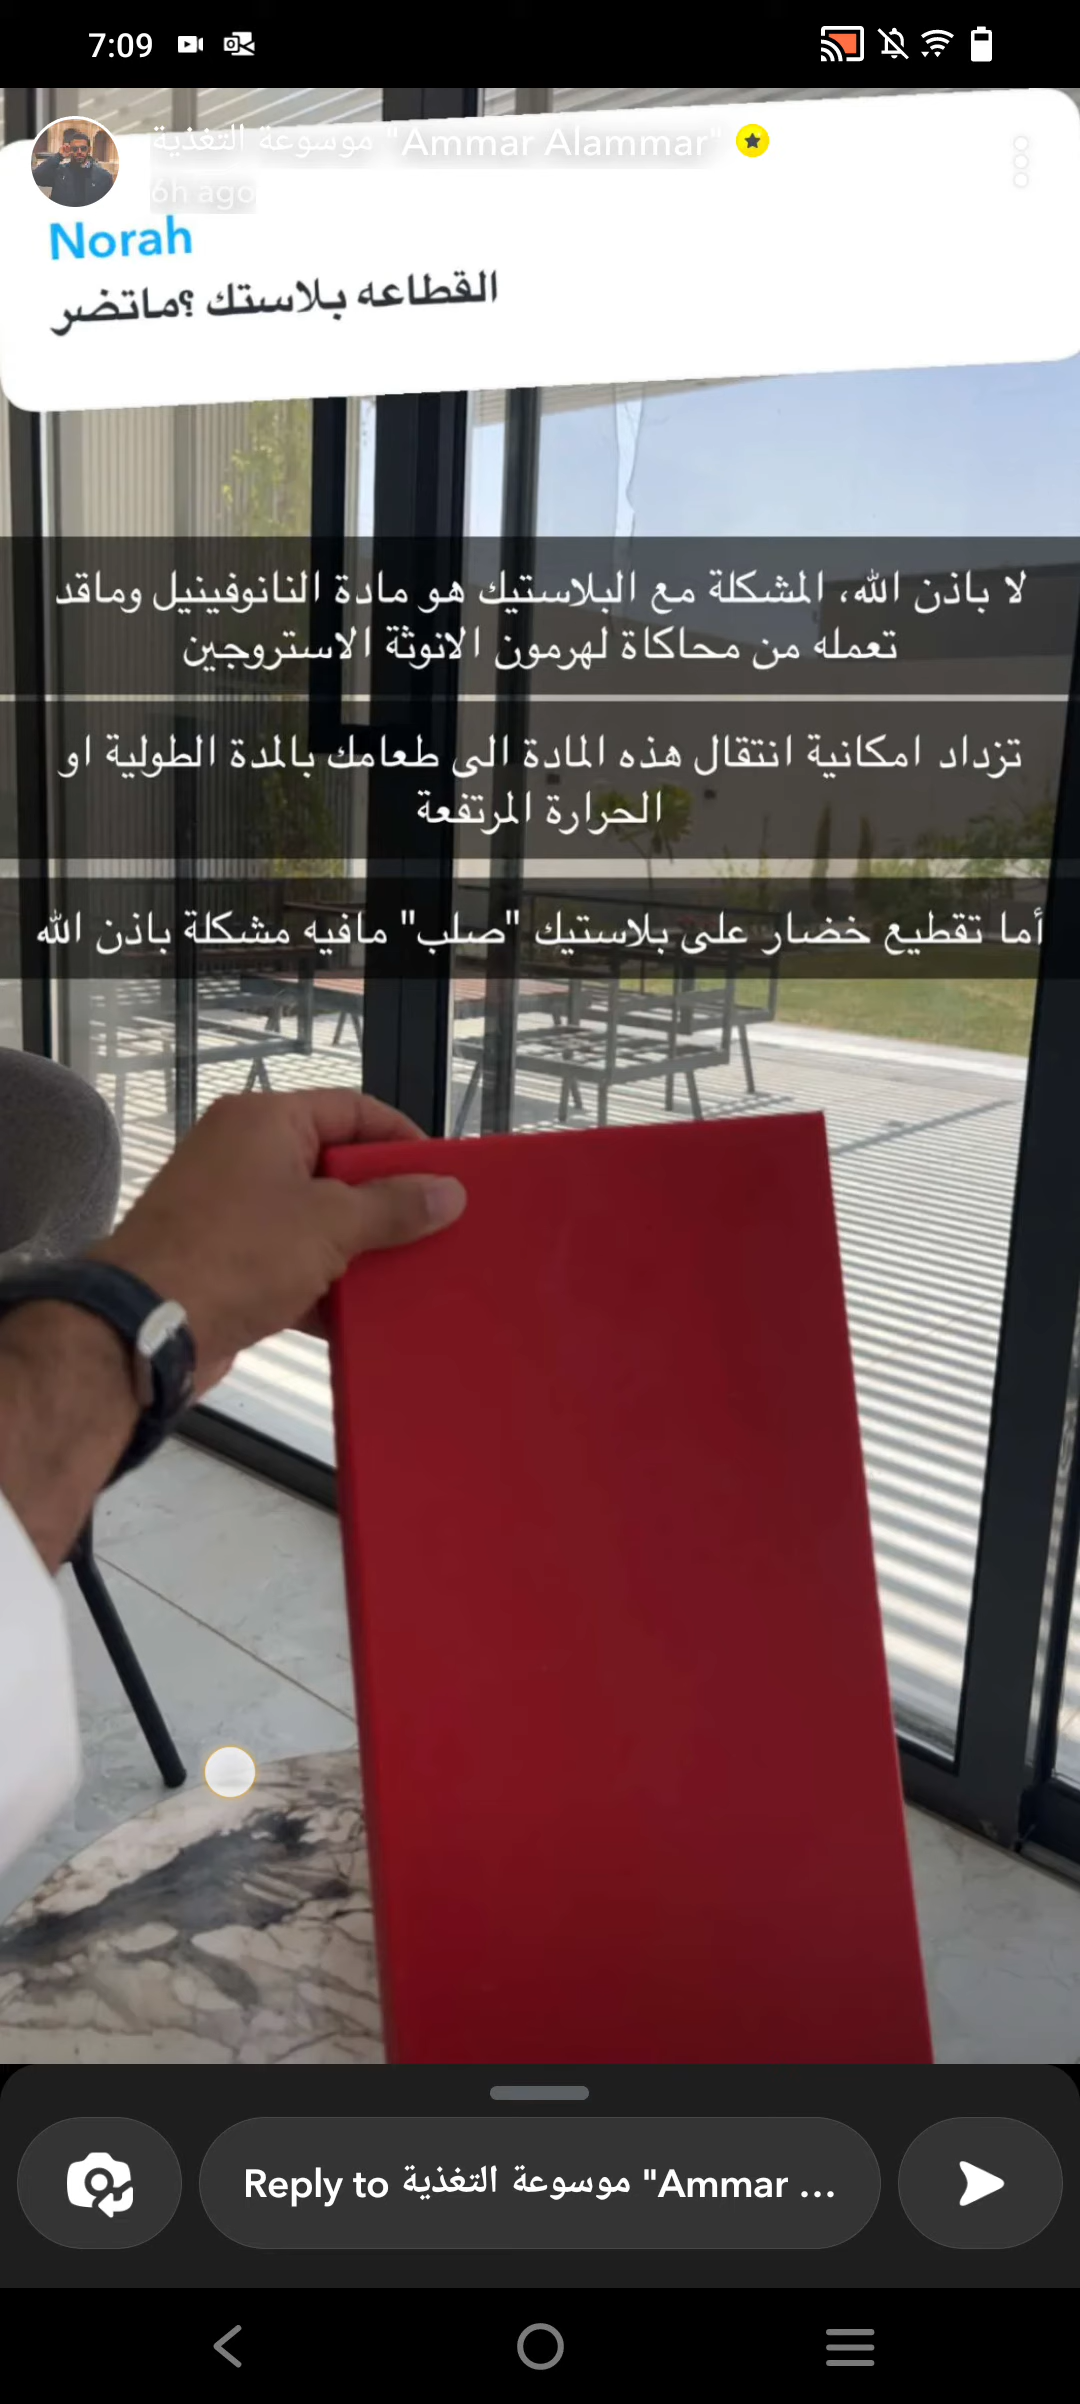 7:09
موسوعة التغذية "Ammar Alammar"
6h ago
Norah
القطاعه بلاستك ؟ماتضر
لا باذن الله، المشكلة مع البلاستيك هو مادة النانوفينيل وماقد
تعمله من محاكاة لهرمون الانوثة الاستروجين
تزداد امكانية انتقال هذه المادة الى طعامك بالمدة الطولية او
الحرارة المرتفعة
أما تقطيع خضار على بلاستيك "صلب" مافيه مشكلة باذن الله
Reply to موسوعة التغذية "Ammar ...